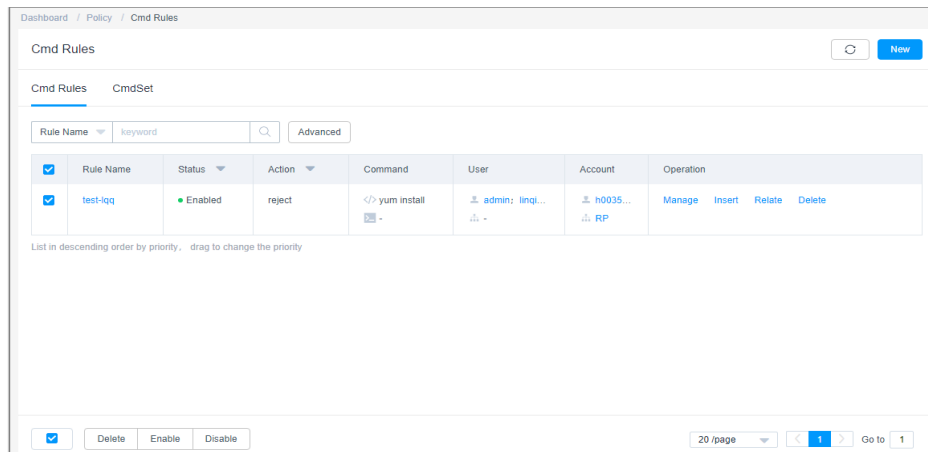 Dashboard / Policy / Cmd Rules
Cmd Rules
New
Cmd Rules CmdSet
Rule Name keyword Advanced
Rule Name Status Action Command User Account Operation
test-lqq Enabled reject </> yum install admin; linqi... h0035... Manage Insert Relate Delete
- - RP
List in descending order by priority, drag to change the priority
Delete Enable Disable 20 /page < 1 > Go to 1